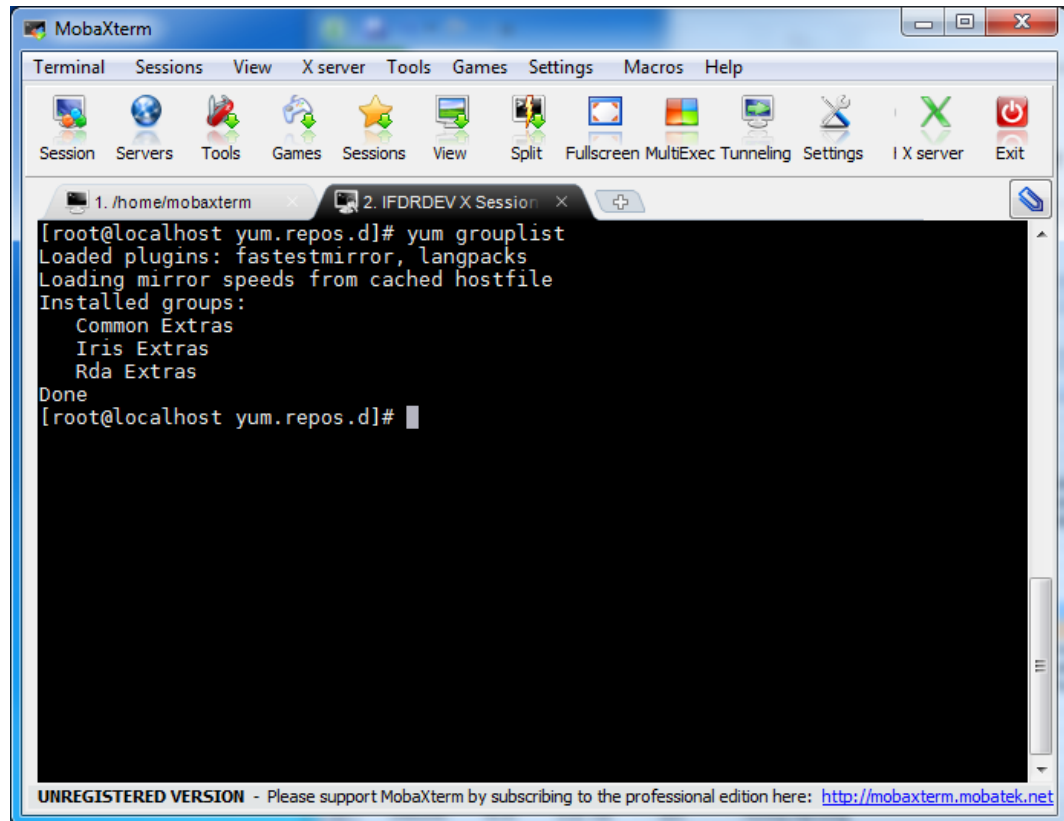 MobaXterm
Terminal Sessions View X server Tools Games Settings Macros Help
Session Servers Tools Games Sessions View Split Fullscreen MultiExec Tunneling Settings X server Exit
1. /home/mobaxterm 2. IFDRDEV X Session
[root@localhost yum.repos.d]# yum grouplist
Loaded plugins: fastestmirror, langpacks
Loading mirror speeds from cached hostfile
Installed groups:
Common Extras
Iris Extras
Rda Extras
Done
[root@localhost yum.repos.d]#
UNREGISTERED VERSION - Please support MobaXterm by subscribing to the professional edition here: http://mobaxterm.mobatek.net